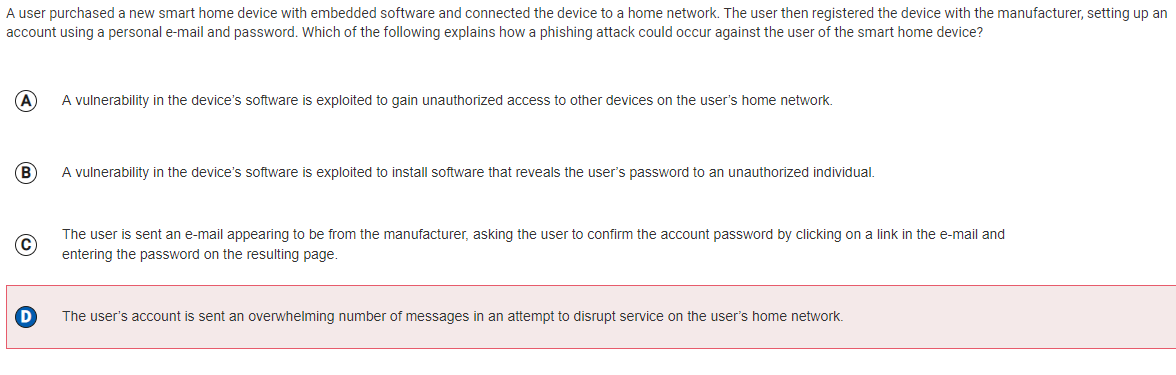 A user purchased a new smart home device with embedded software and connected the device to a home network. The user then registered the device with the manufacturer, setting up an
account using a personal e-mail and password. Which of the following explains how a phishing attack could occur against the user of the smart home device?
A A vulnerability in the device's software is exploited to gain unauthorized access to other devices on the user's home network.
B A vulnerability in the device's software is exploited to install software that reveals the user's password to an unauthorized individual.
The user is sent an e-mail appearing to be from the manufacturer, asking the user to confirm the account password by clicking on a link in the e-mail and
C entering the password on the resulting page.
D The user's account is sent an overwhelming number of messages in an attempt to disrupt service on the user's home network.